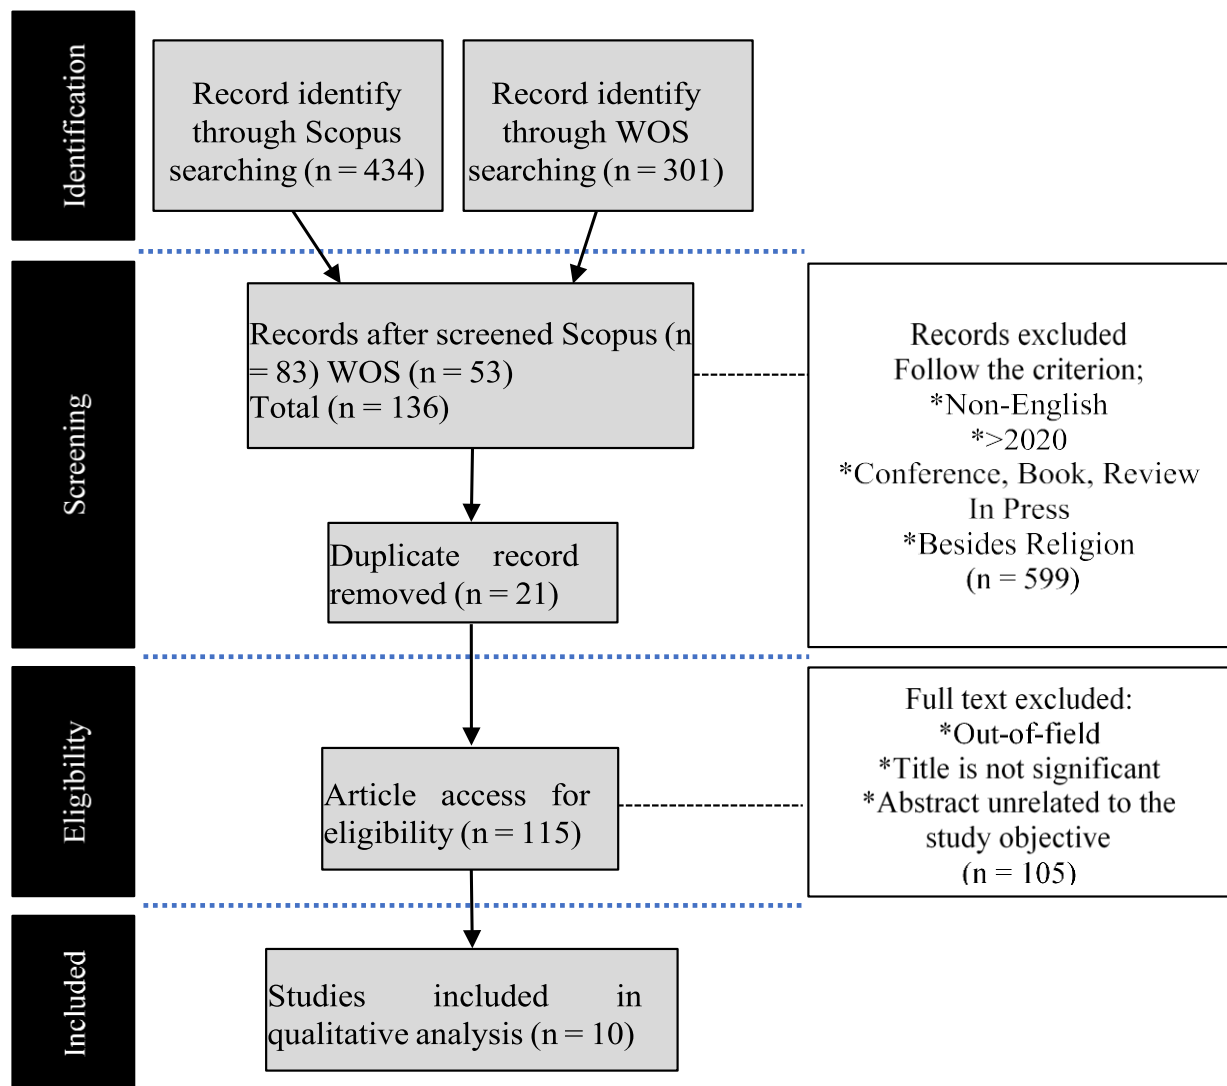 Identification
Record identify
through Scopus
searching (n = 434)
Record identify
through WOS
searching (n = 301)
Screening
Records after screened Scopus (n
= 83) WOS (n = 53)
Total (n = 136)
Records excluded
Follow the criterion;
*Non-English
*>2020
*Conference, Book, Review
In Press
*Besides Religion
(n = 599)
Duplicate record
removed (n = 21)
Eligibility
Article access for
eligibility (n = 115)
Full text excluded:
*Out-of-field
*Title is not significant
*Abstract unrelated to the
study objective
(n = 105)
Included
Studies included in
qualitative analysis (n = 10)